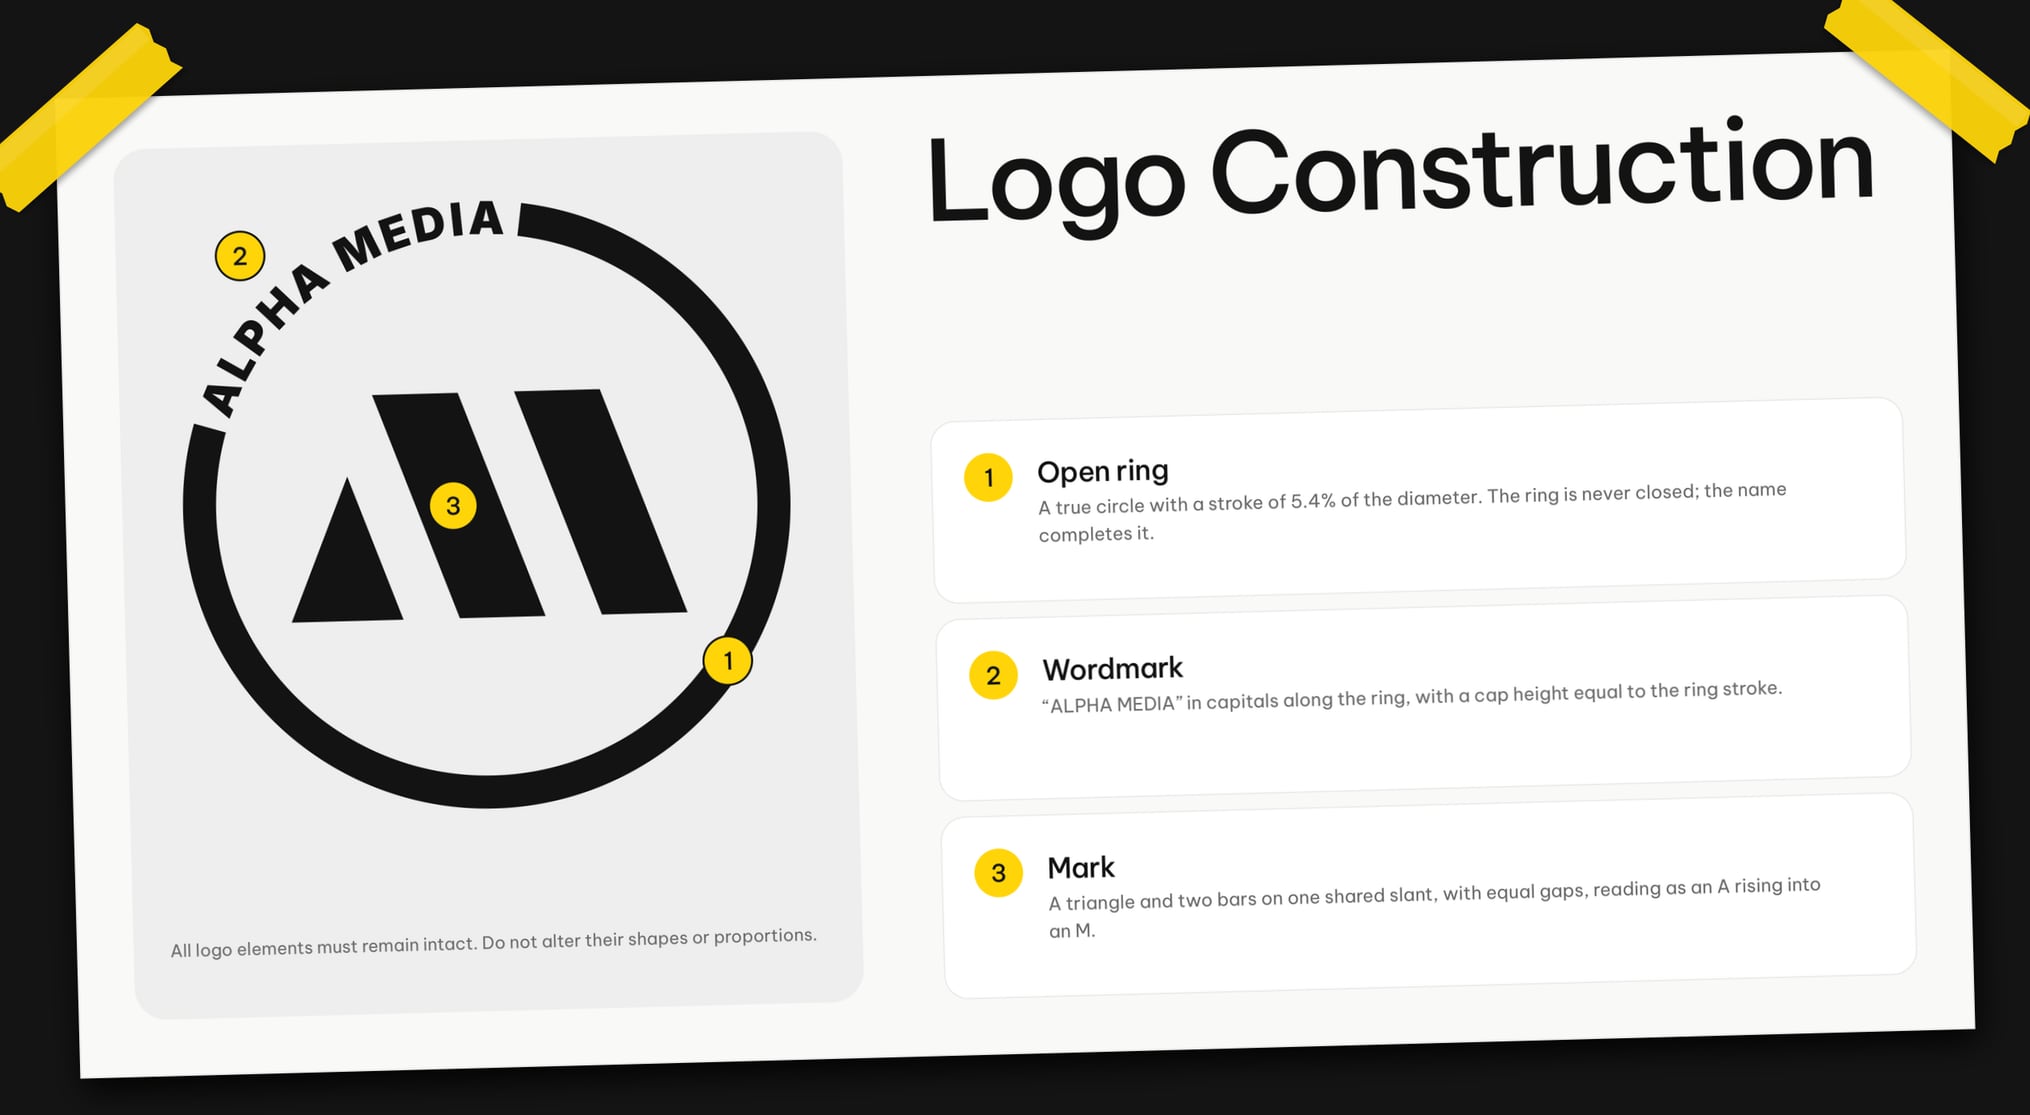 Logo Construction
2
ALPHA MEDIA
3
1
All logo elements must remain intact. Do not alter their shapes or proportions.
1
Open ring
A true circle with a stroke of 5.4% of the diameter. The ring is never closed; the name
completes it.
2
Wordmark
“ALPHA MEDIA” in capitals along the ring, with a cap height equal to the ring stroke.
3
Mark
A triangle and two bars on one shared slant, with equal gaps, reading as an A rising into
an M.